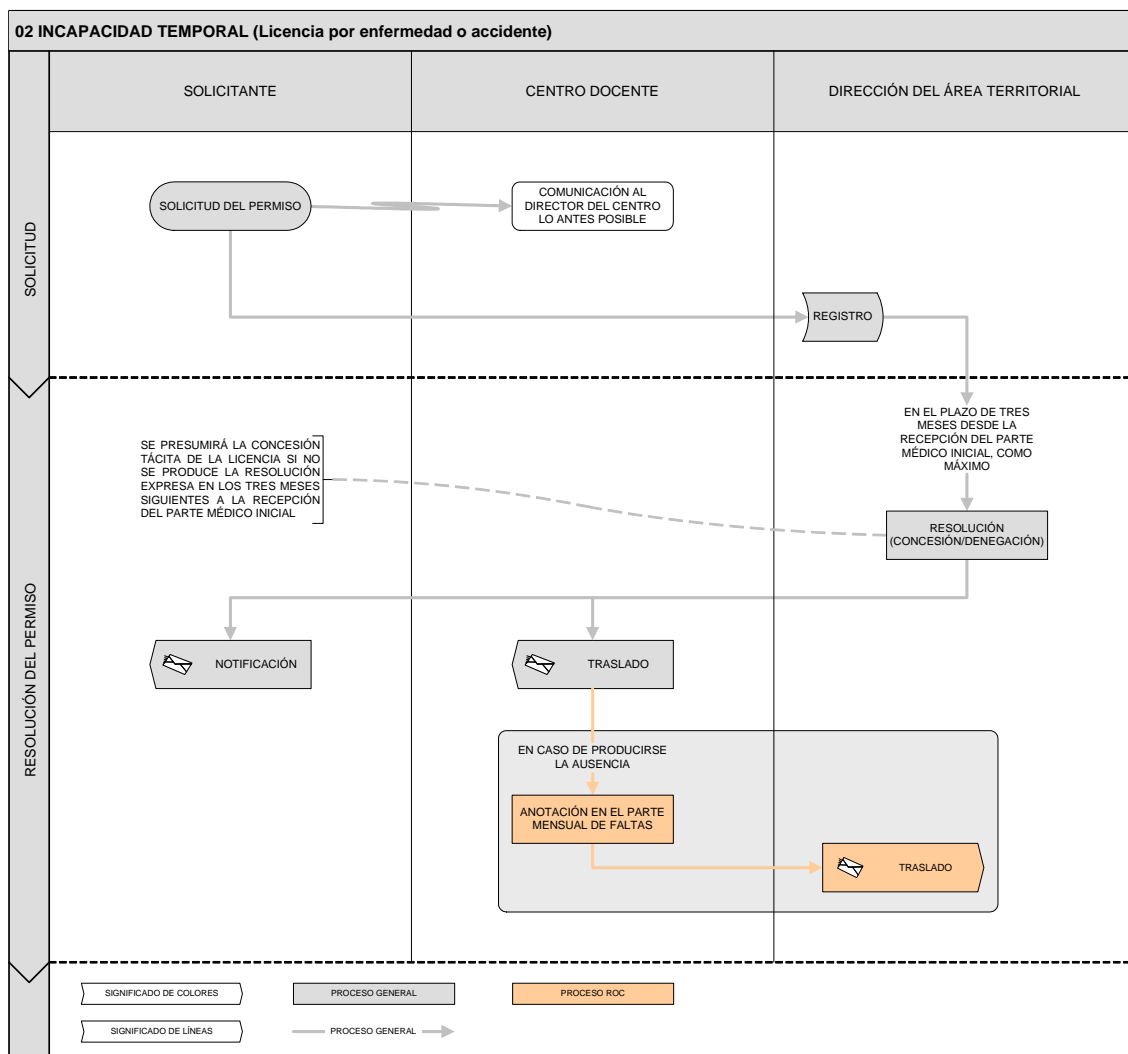 02 INCAPACIDAD TEMPORAL (Licencia por enfermedad o accidente)
SOLICITANTE
CENTRO DOCENTE
DIRECCIÓN DEL ÁREA TERRITORIAL
SOLICITUD
SOLICITUD DEL PERMISO
COMUNICACIÓN AL
DIRECTOR DEL CENTRO
LO ANTES POSIBLE
REGISTRO
RESOLUCIÓN DEL PERMISO
EN EL PLAZO DE TRES
MESES DESDE LA
RECEPCIÓN DEL PARTE
MÉDICO INICIAL, COMO
MÁXIMO
SE PRESUMIRÁ LA CONCESIÓN
TÁCITA DE LA LICENCIA SI NO
SE PRODUCE LA RESOLUCIÓN
EXPRESA EN LOS TRES MESES
SIGUIENTES A LA RECEPCIÓN
DEL PARTE MÉDICO INICIAL
RESOLUCIÓN
(CONCESIÓN/DENEGACIÓN)
NOTIFICACIÓN
TRASLADO
EN CASO DE PRODUCIRSE
LA AUSENCIA
ANOTACIÓN EN EL PARTE
MENSUAL DE FALTAS
TRASLADO
SIGNIFICADO DE COLORES
PROCESO GENERAL
PROCESO ROC
SIGNIFICADO DE LÍNEAS
PROCESO GENERAL